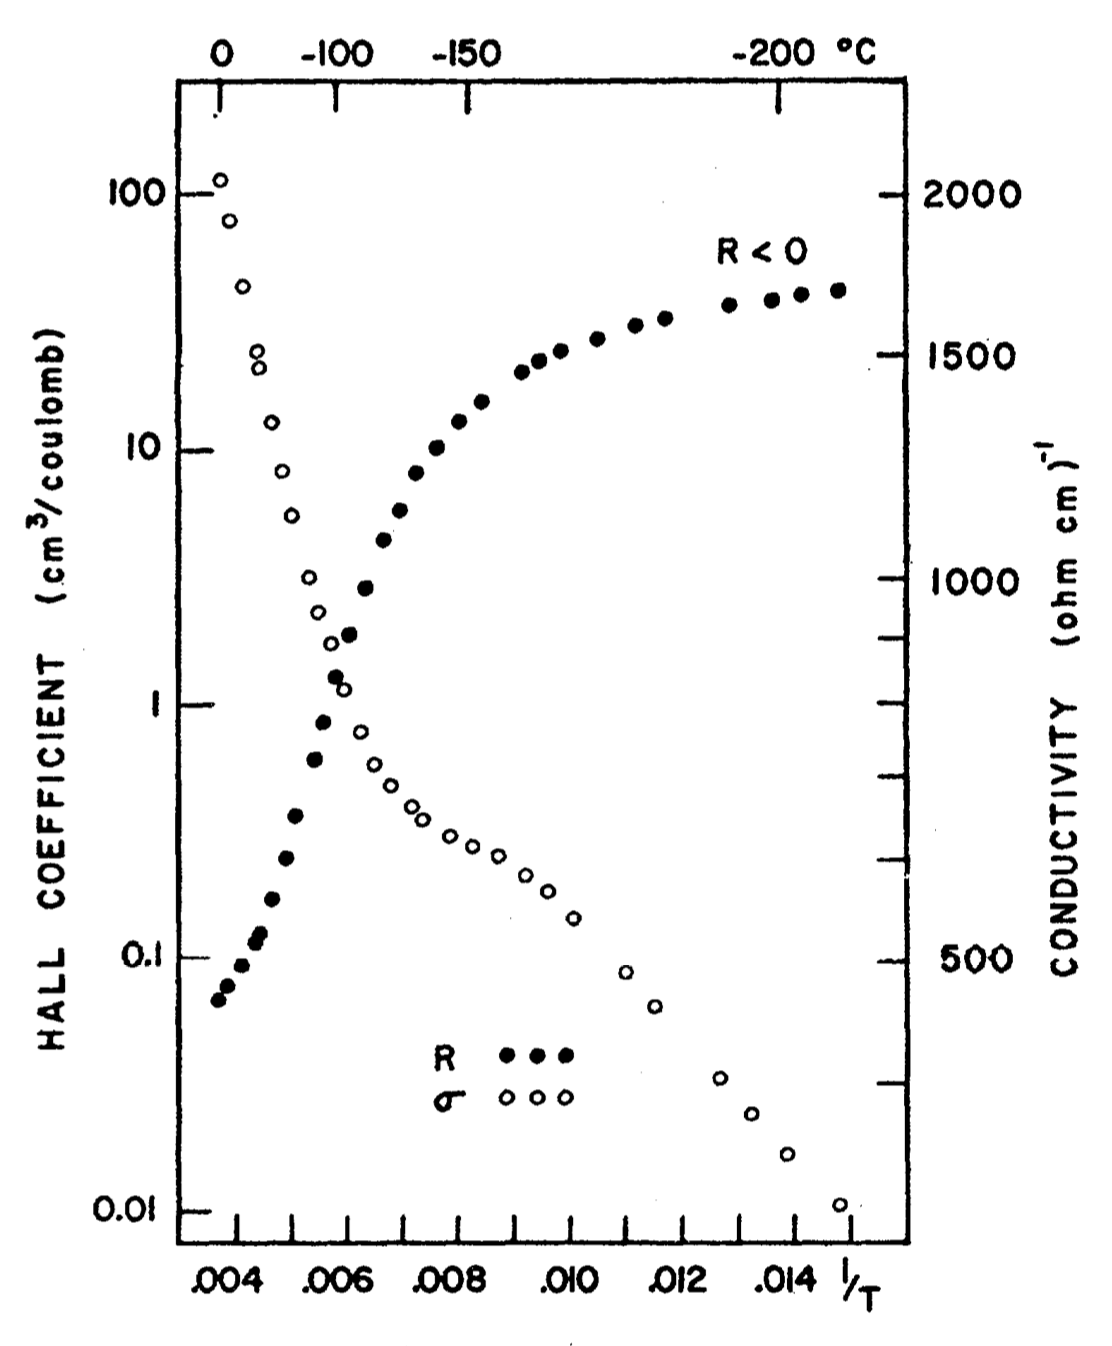 0 -100 -150 -200 °C
100
10
1
0.1
0.01
HALL COEFFICIENT (cm³/coulomb)
R < 0
R
σ
2000
1500
1000
500
CONDUCTIVITY (ohm cm)⁻¹
.004 .006 .008 .010 .012 .014 1/T